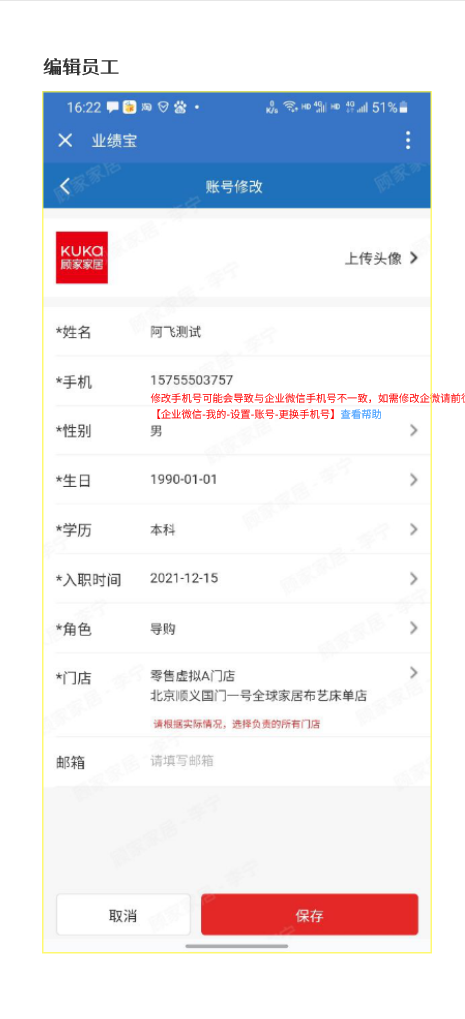 编辑员工
16:22
51%
业绩宝
账号修改
KUKa
顾家家居
上传头像
*姓名 阿飞测试
*手机 15755503757
修改手机号可能会导致与企业微信手机号不一致，如需修改企微请前往
【企业微信-我的-设置-账号-更换手机号】查看帮助
*性别 男
*生日 1990-01-01
*学历 本科
*入职时间 2021-12-15
*角色 导购
*门店 零售虚拟A门店
北京顺义国门一号全球家居布艺床单店
请根据实际情况，选择负责的所有门店
邮箱 请填写邮箱
取消 保存
顾家家居·李宁